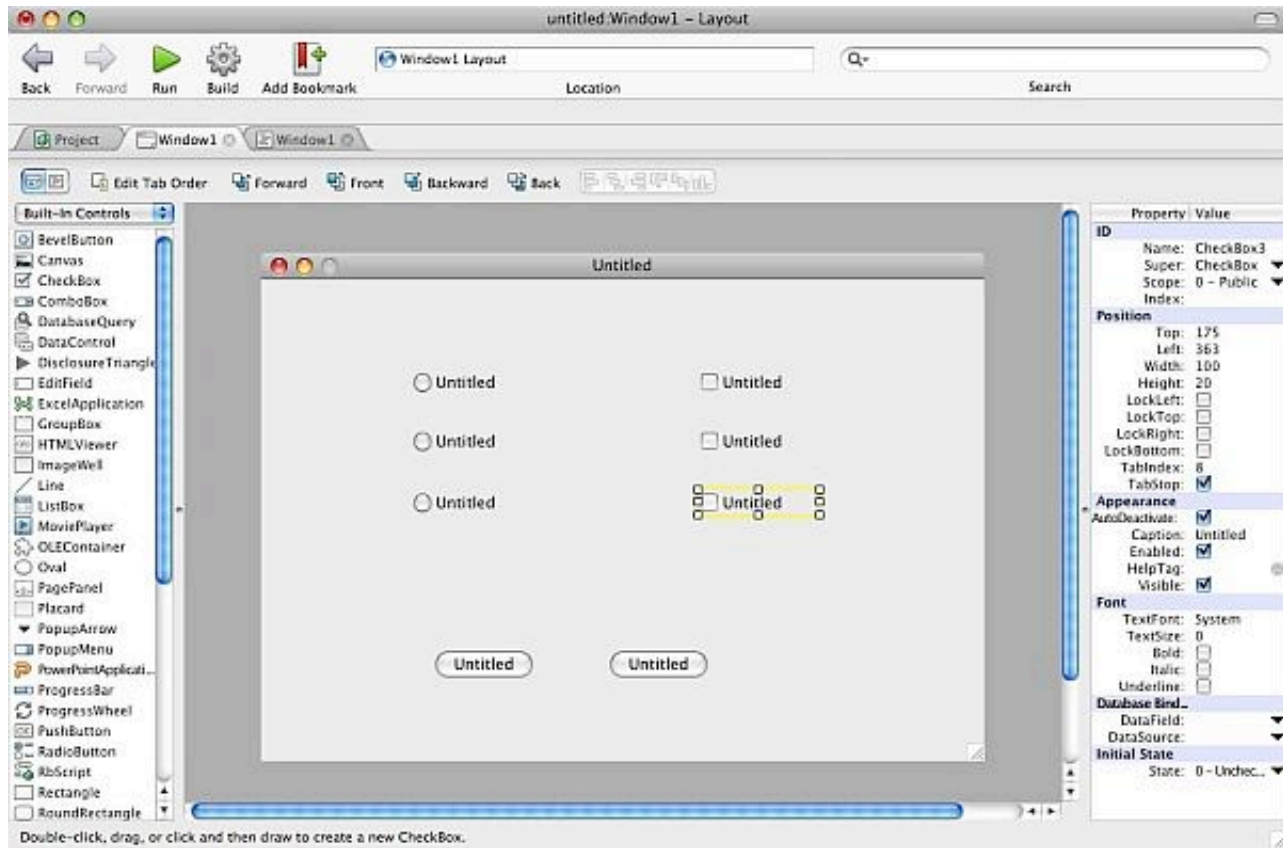 untitled:Window1 – Layout
Window1 Layout
Back Forward Run Build Add Bookmark Location Search
Project Window1 Window1
Edit Tab Order Forward Front Backward Back
Built-In Controls
BevelButton
Canvas
CheckBox
ComboBox
DatabaseQuery
DataControl
DisclosureTriangle
EditField
ExcelApplication
GroupBox
HTMLViewer
ImageWell
Line
ListBox
MoviePlayer
OLEContainer
Oval
PagePanel
Placard
PopupArrow
PopupMenu
PowerPointApplicati...
ProgressBar
ProgressWheel
PushButton
RadioButton
RbScript
Rectangle
RoundRectangle
Untitled
Untitled Untitled
Untitled Untitled
Untitled Untitled
Untitled Untitled
Property Value
ID
Name: CheckBox3
Super: CheckBox
Scope: 0 – Public
Index:
Position
Top: 175
Left: 363
Width: 100
Height: 20
LockLeft:
LockTop:
LockRight:
LockBottom:
TabIndex: 8
TabStop:
Appearance
AutoDeactivate:
Caption: Untitled
Enabled:
HelpTag:
Visible:
Font
TextFont: System
TextSize: 0
Bold:
Italic:
Underline:
Database Bind...
DataField:
DataSource:
Initial State
State: 0 – Unchec...
Double-click, drag, or click and then draw to create a new CheckBox.